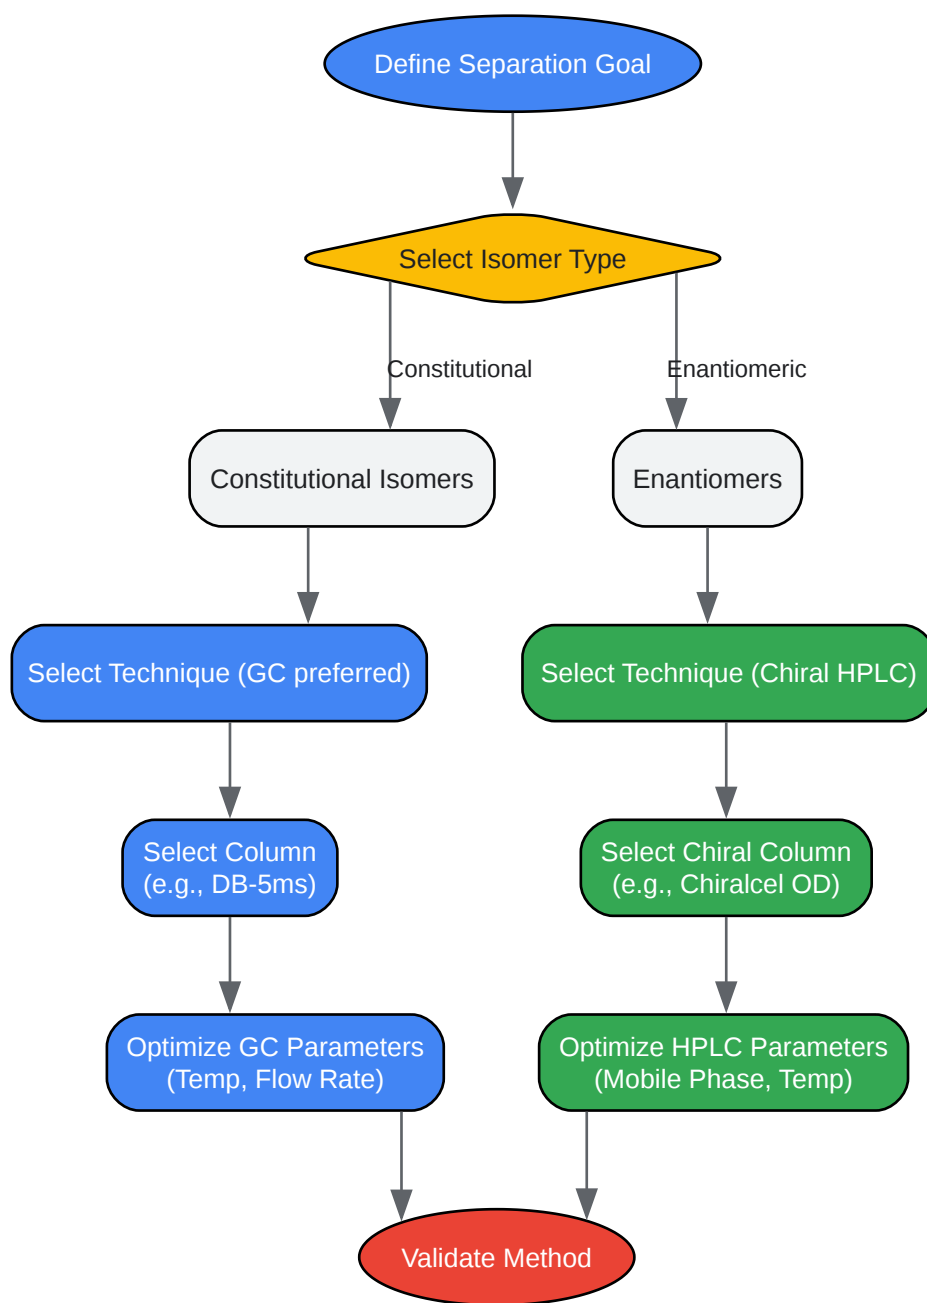 Define Separation Goal
Select Isomer Type
Constitutional
Enantiomeric
Constitutional Isomers
Enantiomers
Select Technique (GC preferred)
Select Technique (Chiral HPLC)
Select Column
(e.g., DB-5ms)
Select Chiral Column
(e.g., Chiralcel OD)
Optimize GC Parameters
(Temp, Flow Rate)
Optimize HPLC Parameters
(Mobile Phase, Temp)
Validate Method